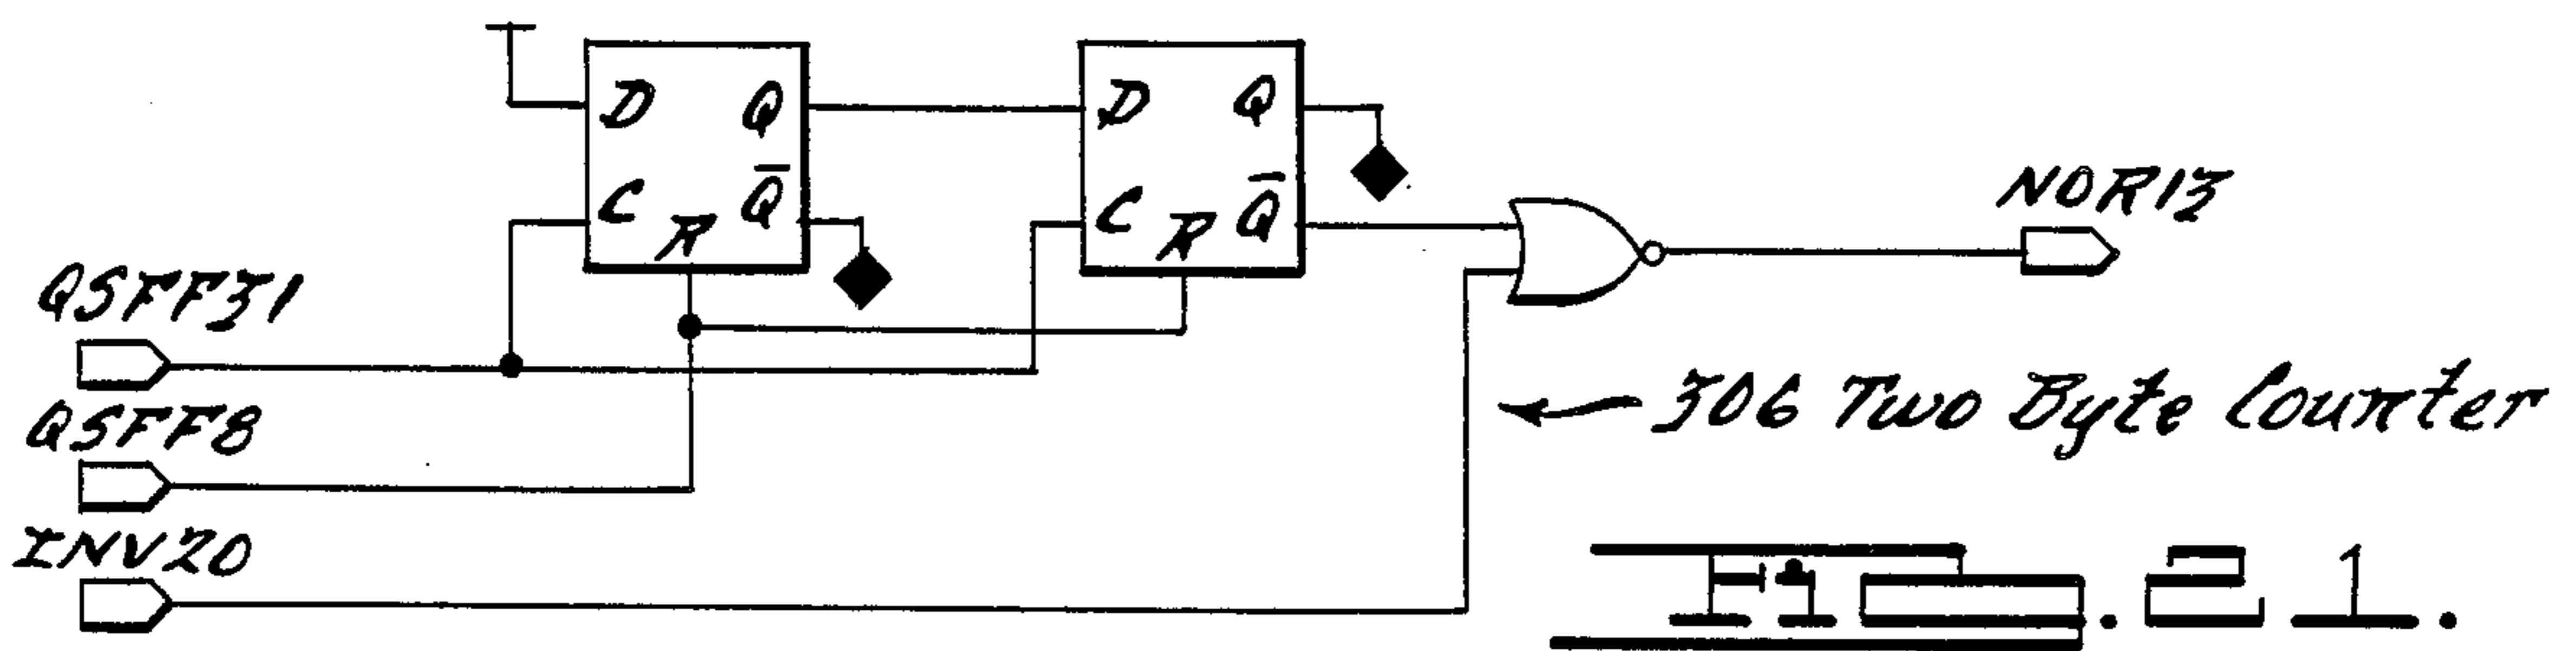 D Q
C R Q̅
D Q
C R Q̅
NOR13
QSFF31
QSFF8
306 Two Byte Counter
INV20
Fig. 21.